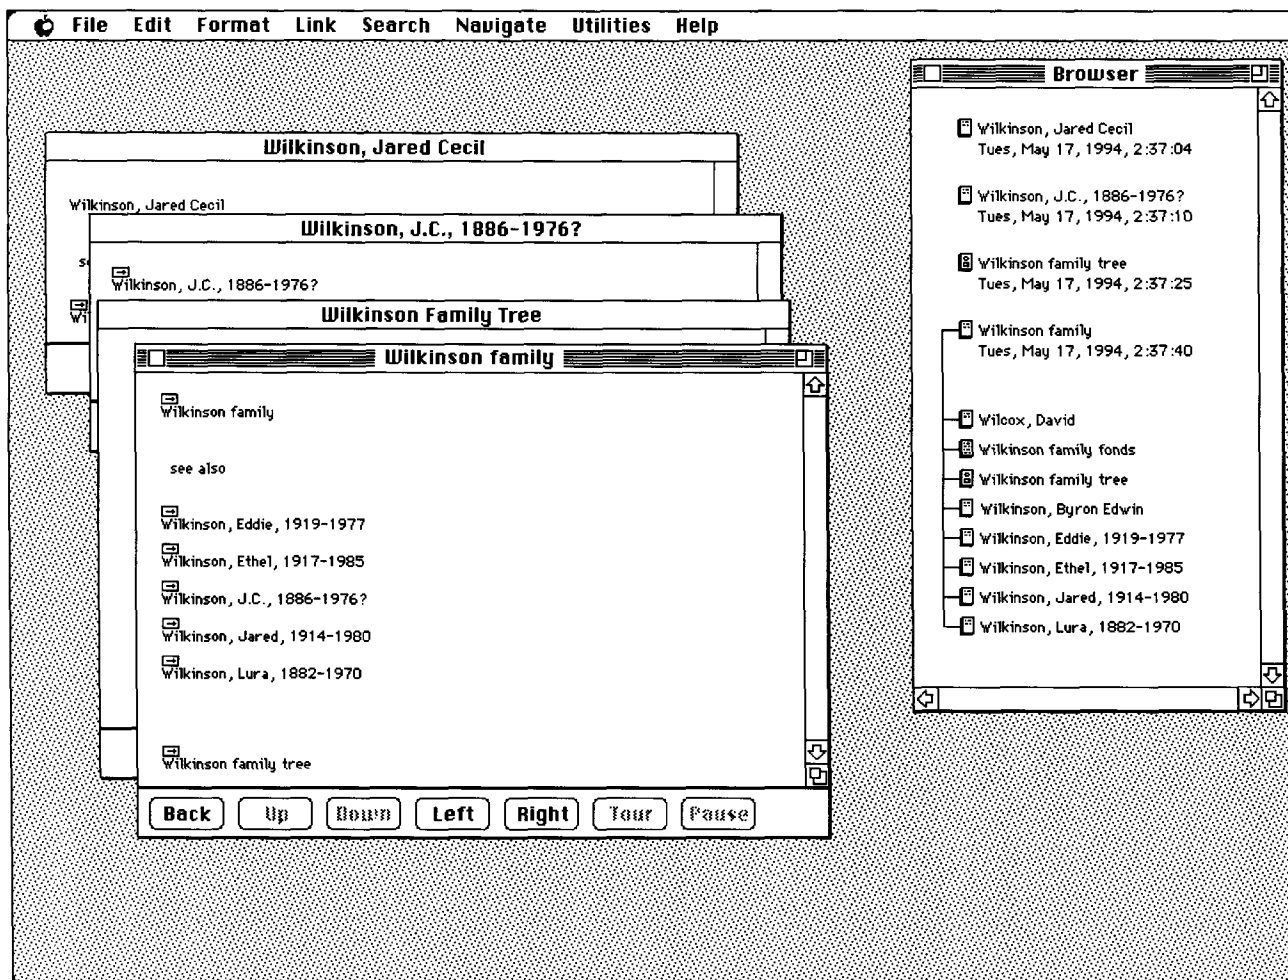 File Edit Format Link Search Navigate Utilities Help
Wilkinson, Jared Cecil
Wilkinson, Jared Cecil
Wilkinson, J.C., 1886-1976?
Wilkinson, J.C., 1886-1976?
Wilkinson Family Tree
Wilkinson family
Wilkinson family
see also
Wilkinson, Eddie, 1919-1977
Wilkinson, Ethel, 1917-1985
Wilkinson, J.C., 1886-1976?
Wilkinson, Jared, 1914-1980
Wilkinson, Lura, 1882-1970
Wilkinson family tree
Back Up Down Left Right Tour Pause
Browser
Wilkinson, Jared Cecil
Tues, May 17, 1994, 2:37:04
Wilkinson, J.C., 1886-1976?
Tues, May 17, 1994, 2:37:10
Wilkinson family tree
Tues, May 17, 1994, 2:37:25
Wilkinson family
Tues, May 17, 1994, 2:37:40
Wilcox, David
Wilkinson family fonds
Wilkinson family tree
Wilkinson, Byron Edwin
Wilkinson, Eddie, 1919-1977
Wilkinson, Ethel, 1917-1985
Wilkinson, Jared, 1914-1980
Wilkinson, Lura, 1882-1970